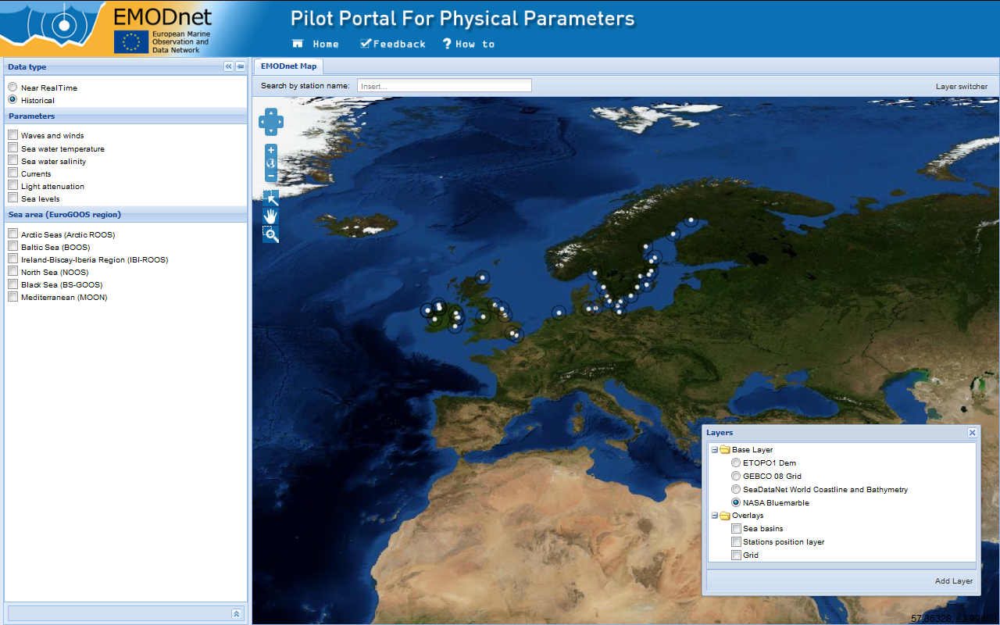 EMODnet
European Marine
Observation and
Data Network
Pilot Portal For Physical Parameters
Home Feedback How to
Data type
Near RealTime
Historical
Parameters
Waves and winds
Sea water temperature
Sea water salinity
Currents
Light attenuation
Sea levels
Sea area (EuroGOOS region)
Arctic Seas (Arctic ROOS)
Baltic Sea (BOOS)
Ireland-Biscay-Iberia Region (IBI-ROOS)
North Sea (NOOS)
Black Sea (BS-GOOS)
Mediterranean (MOON)
EMODnet Map
Search by station name: Insert... Layer switcher
Layers
Base Layer
ETOPO1 Dem
GEBCO 08 Grid
SeaDataNet World Coastline and Bathymetry
NASA Bluemarble
Overlays
Sea basins
Stations position layer
Grid
Add Layer